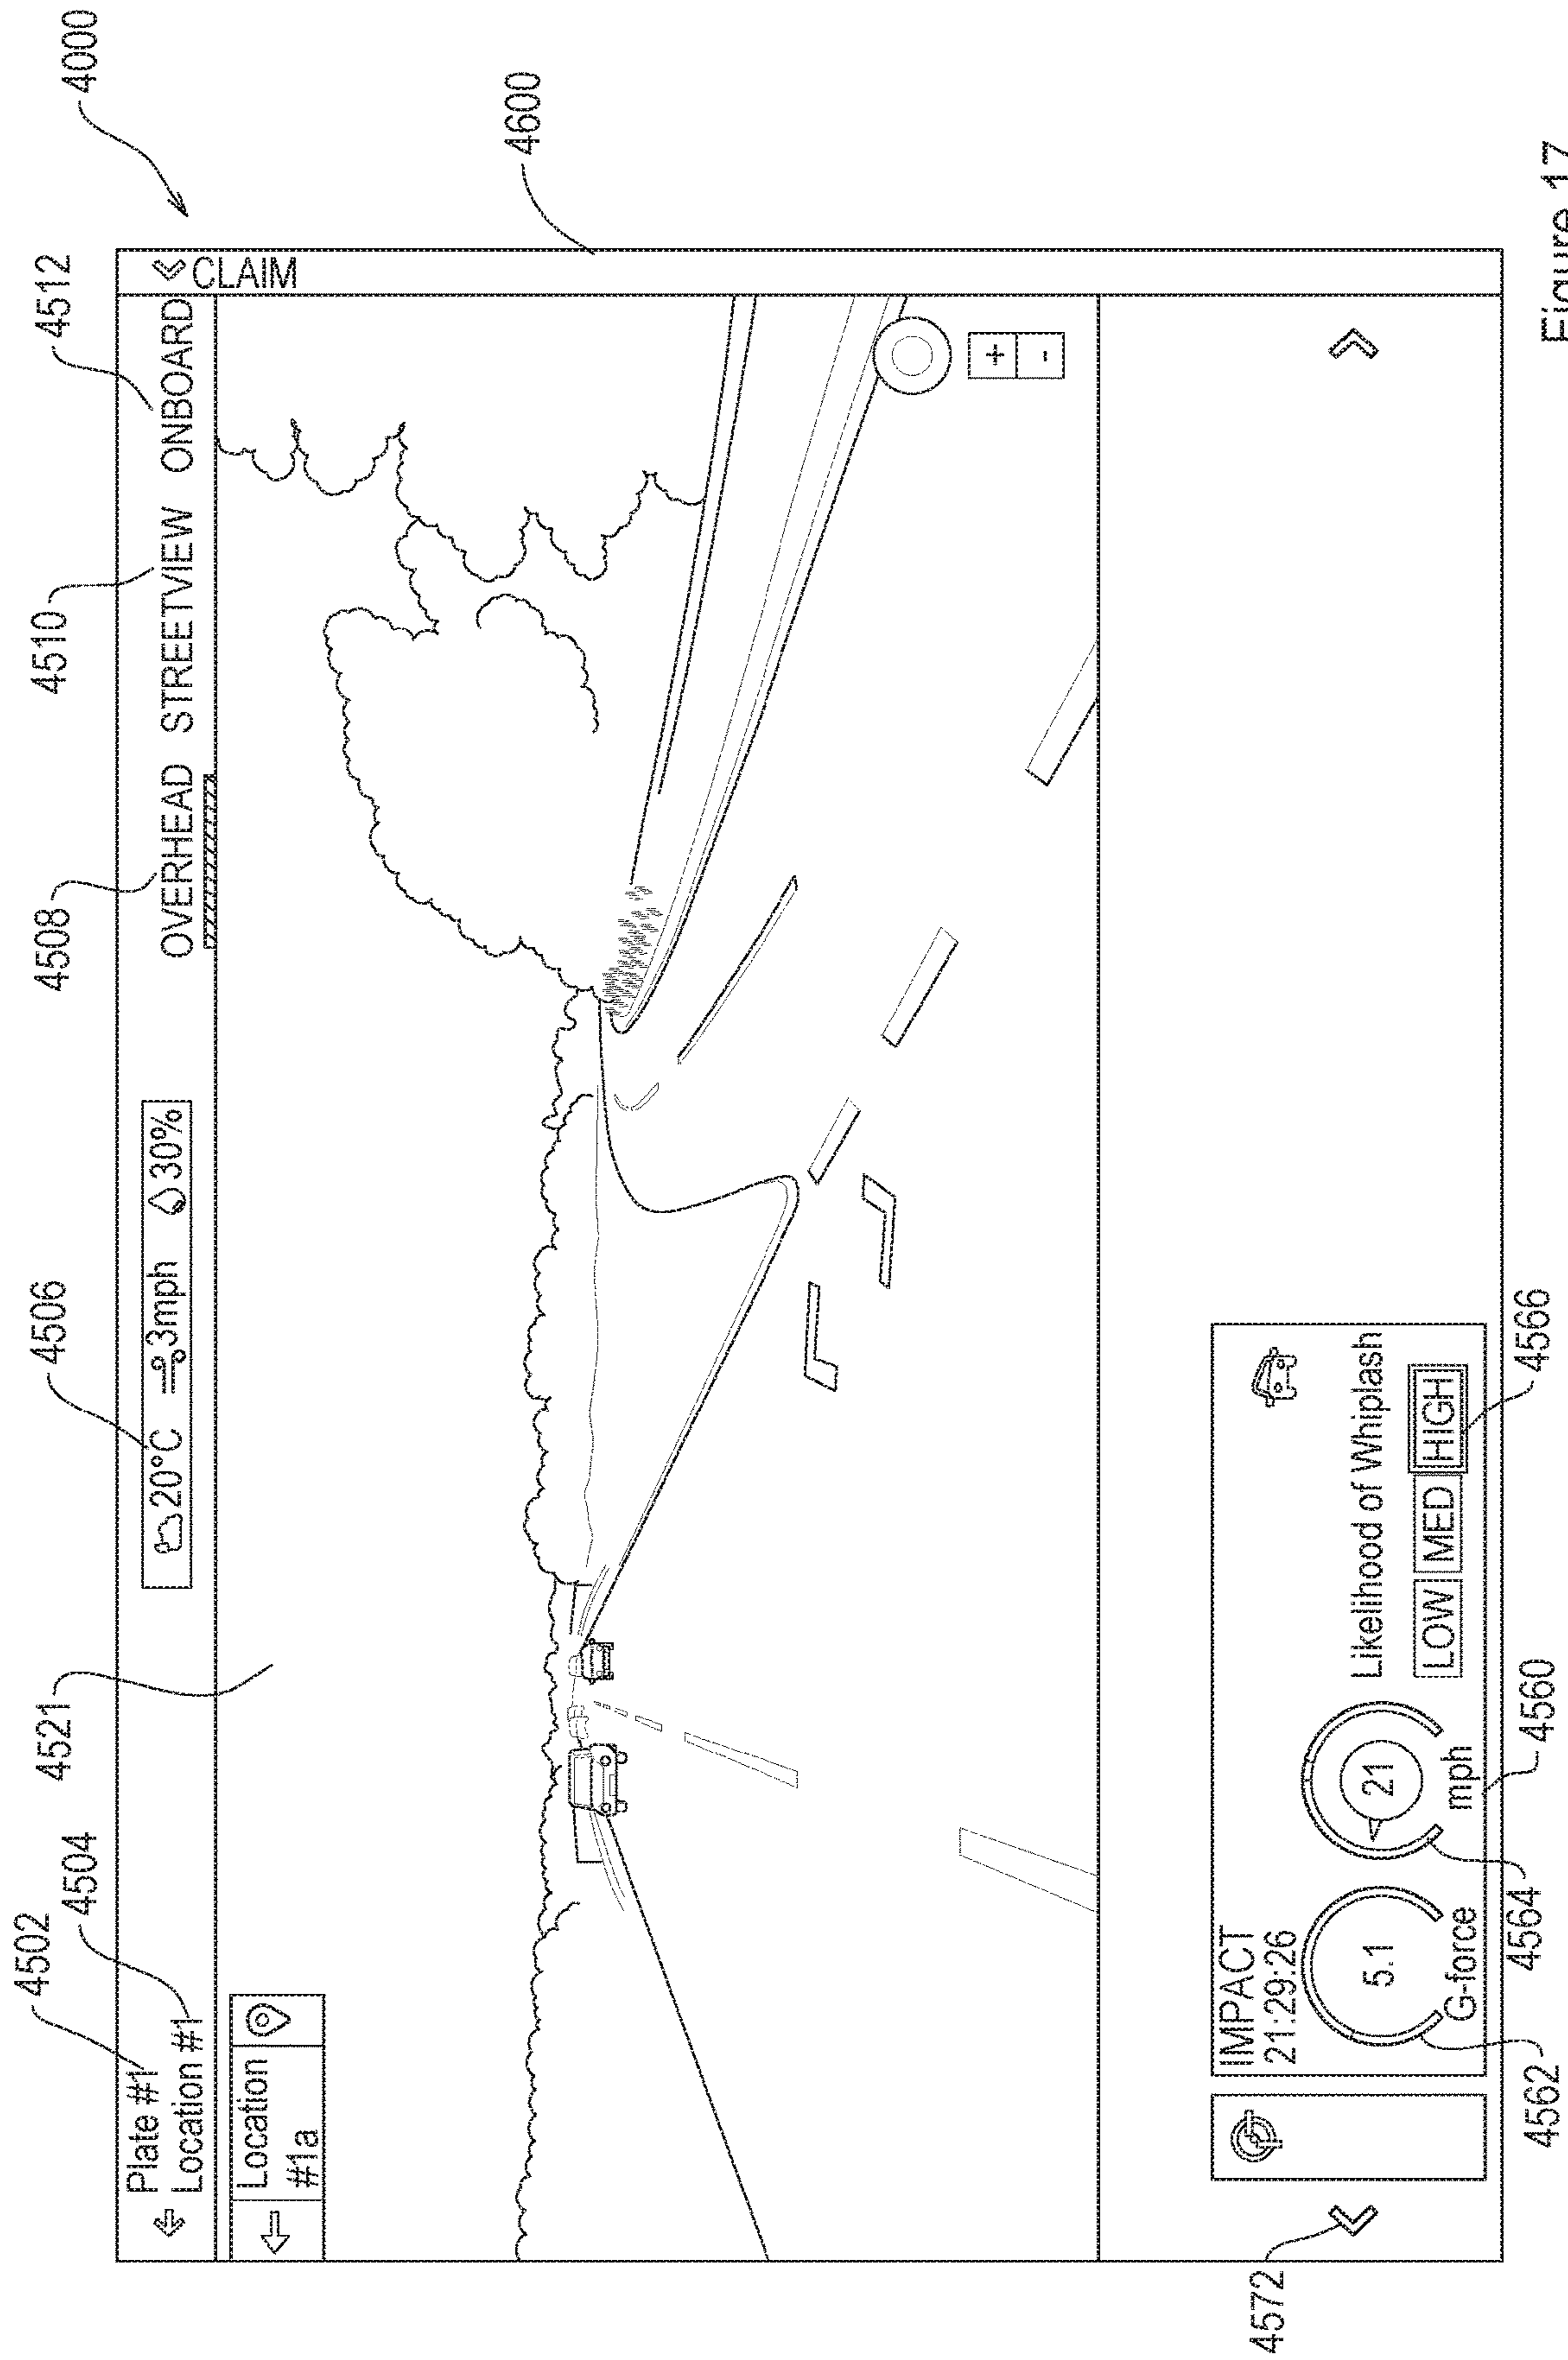 4000
4502
4504
4521
4506
4508
4510
4512
4600
Plate #1
Location #1
20°C 3mph 30%
OVERHEAD STREETVIEW ONBOARD
CLAIM
Location
#1a
+
-
IMPACT
21:29:26
5.1
G-force
21
mph
Likelihood of Whiplash
LOW MED HIGH
4572
4562
4564
4560
4566
Figure 17